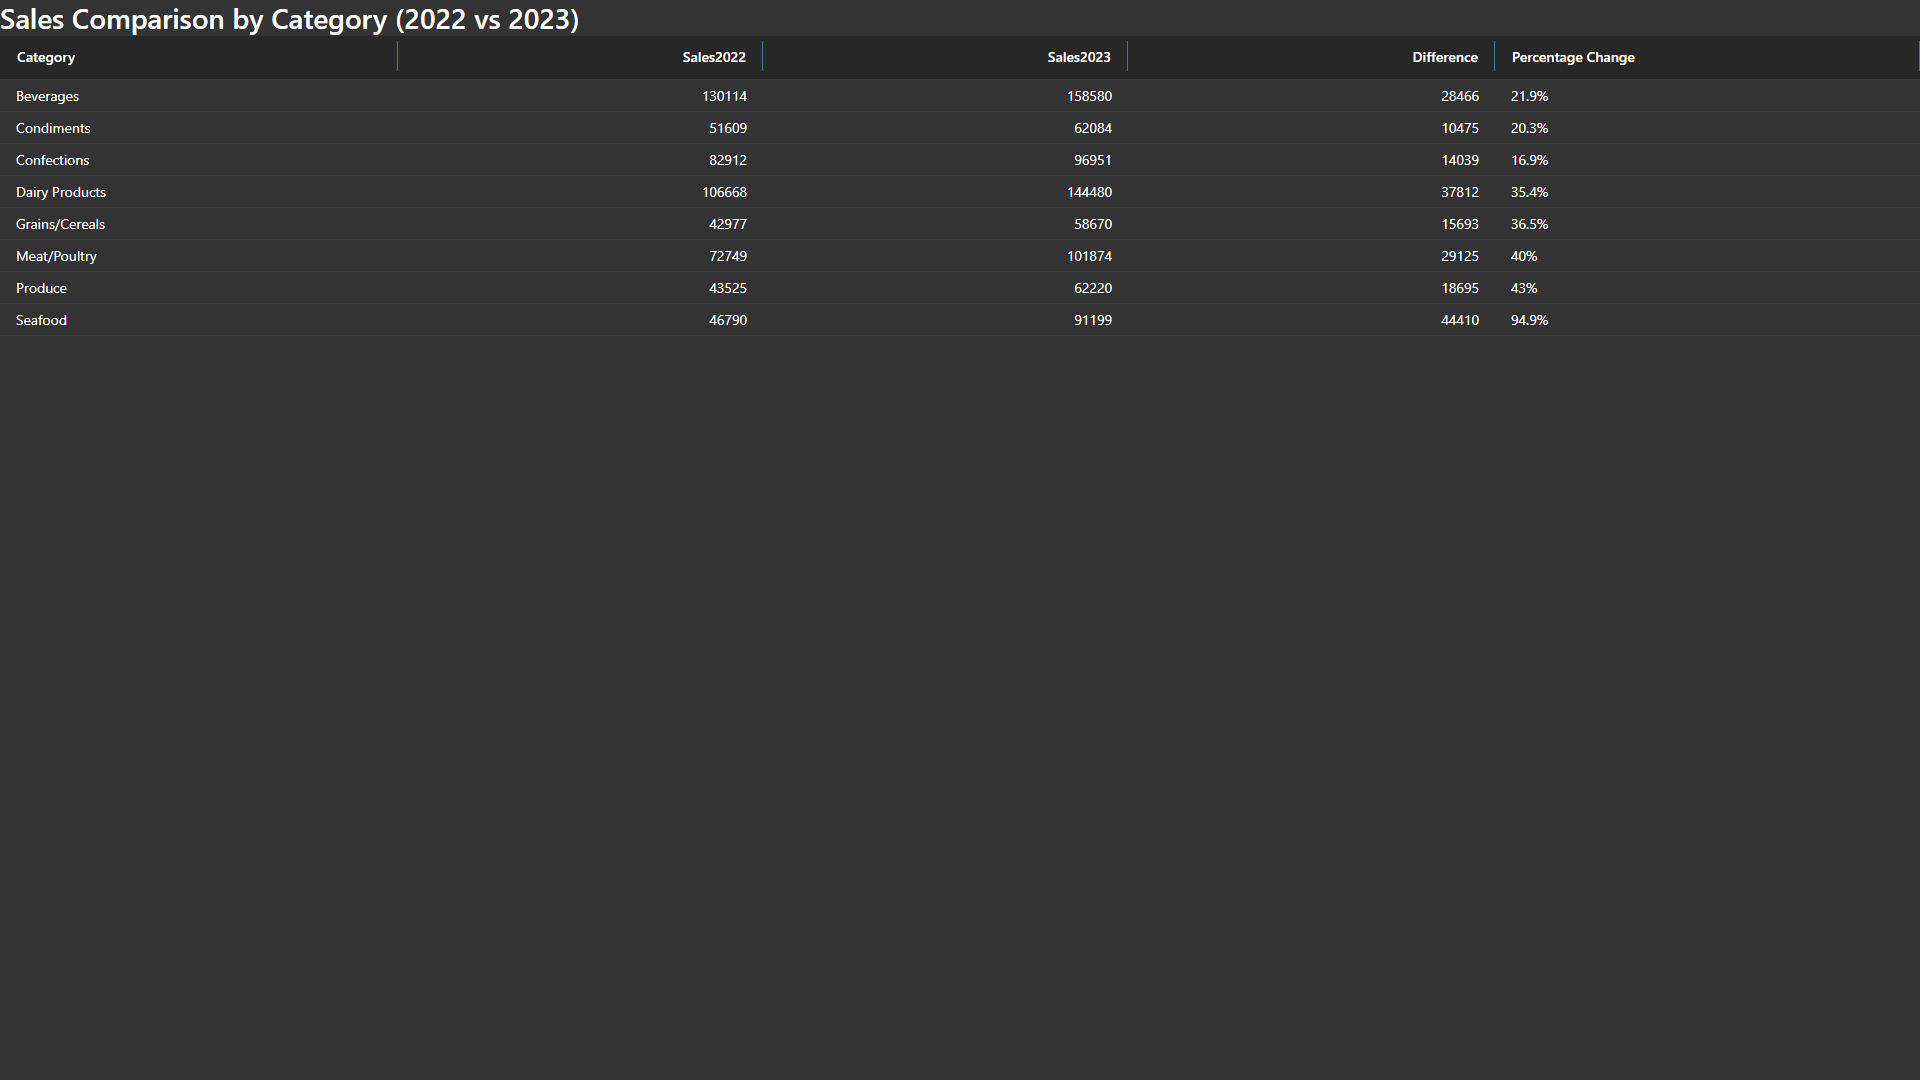 Sales Comparison by Category (2022 vs 2023)
Category Sales2022 Sales2023 Difference Percentage Change
Beverages 130114 158580 28466 21.9%
Condiments 51609 62084 10475 20.3%
Confections 82912 96951 14039 16.9%
Dairy Products 106668 144480 37812 35.4%
Grains/Cereals 42977 58670 15693 36.5%
Meat/Poultry 72749 101874 29125 40%
Produce 43525 62220 18695 43%
Seafood 46790 91199 44410 94.9%